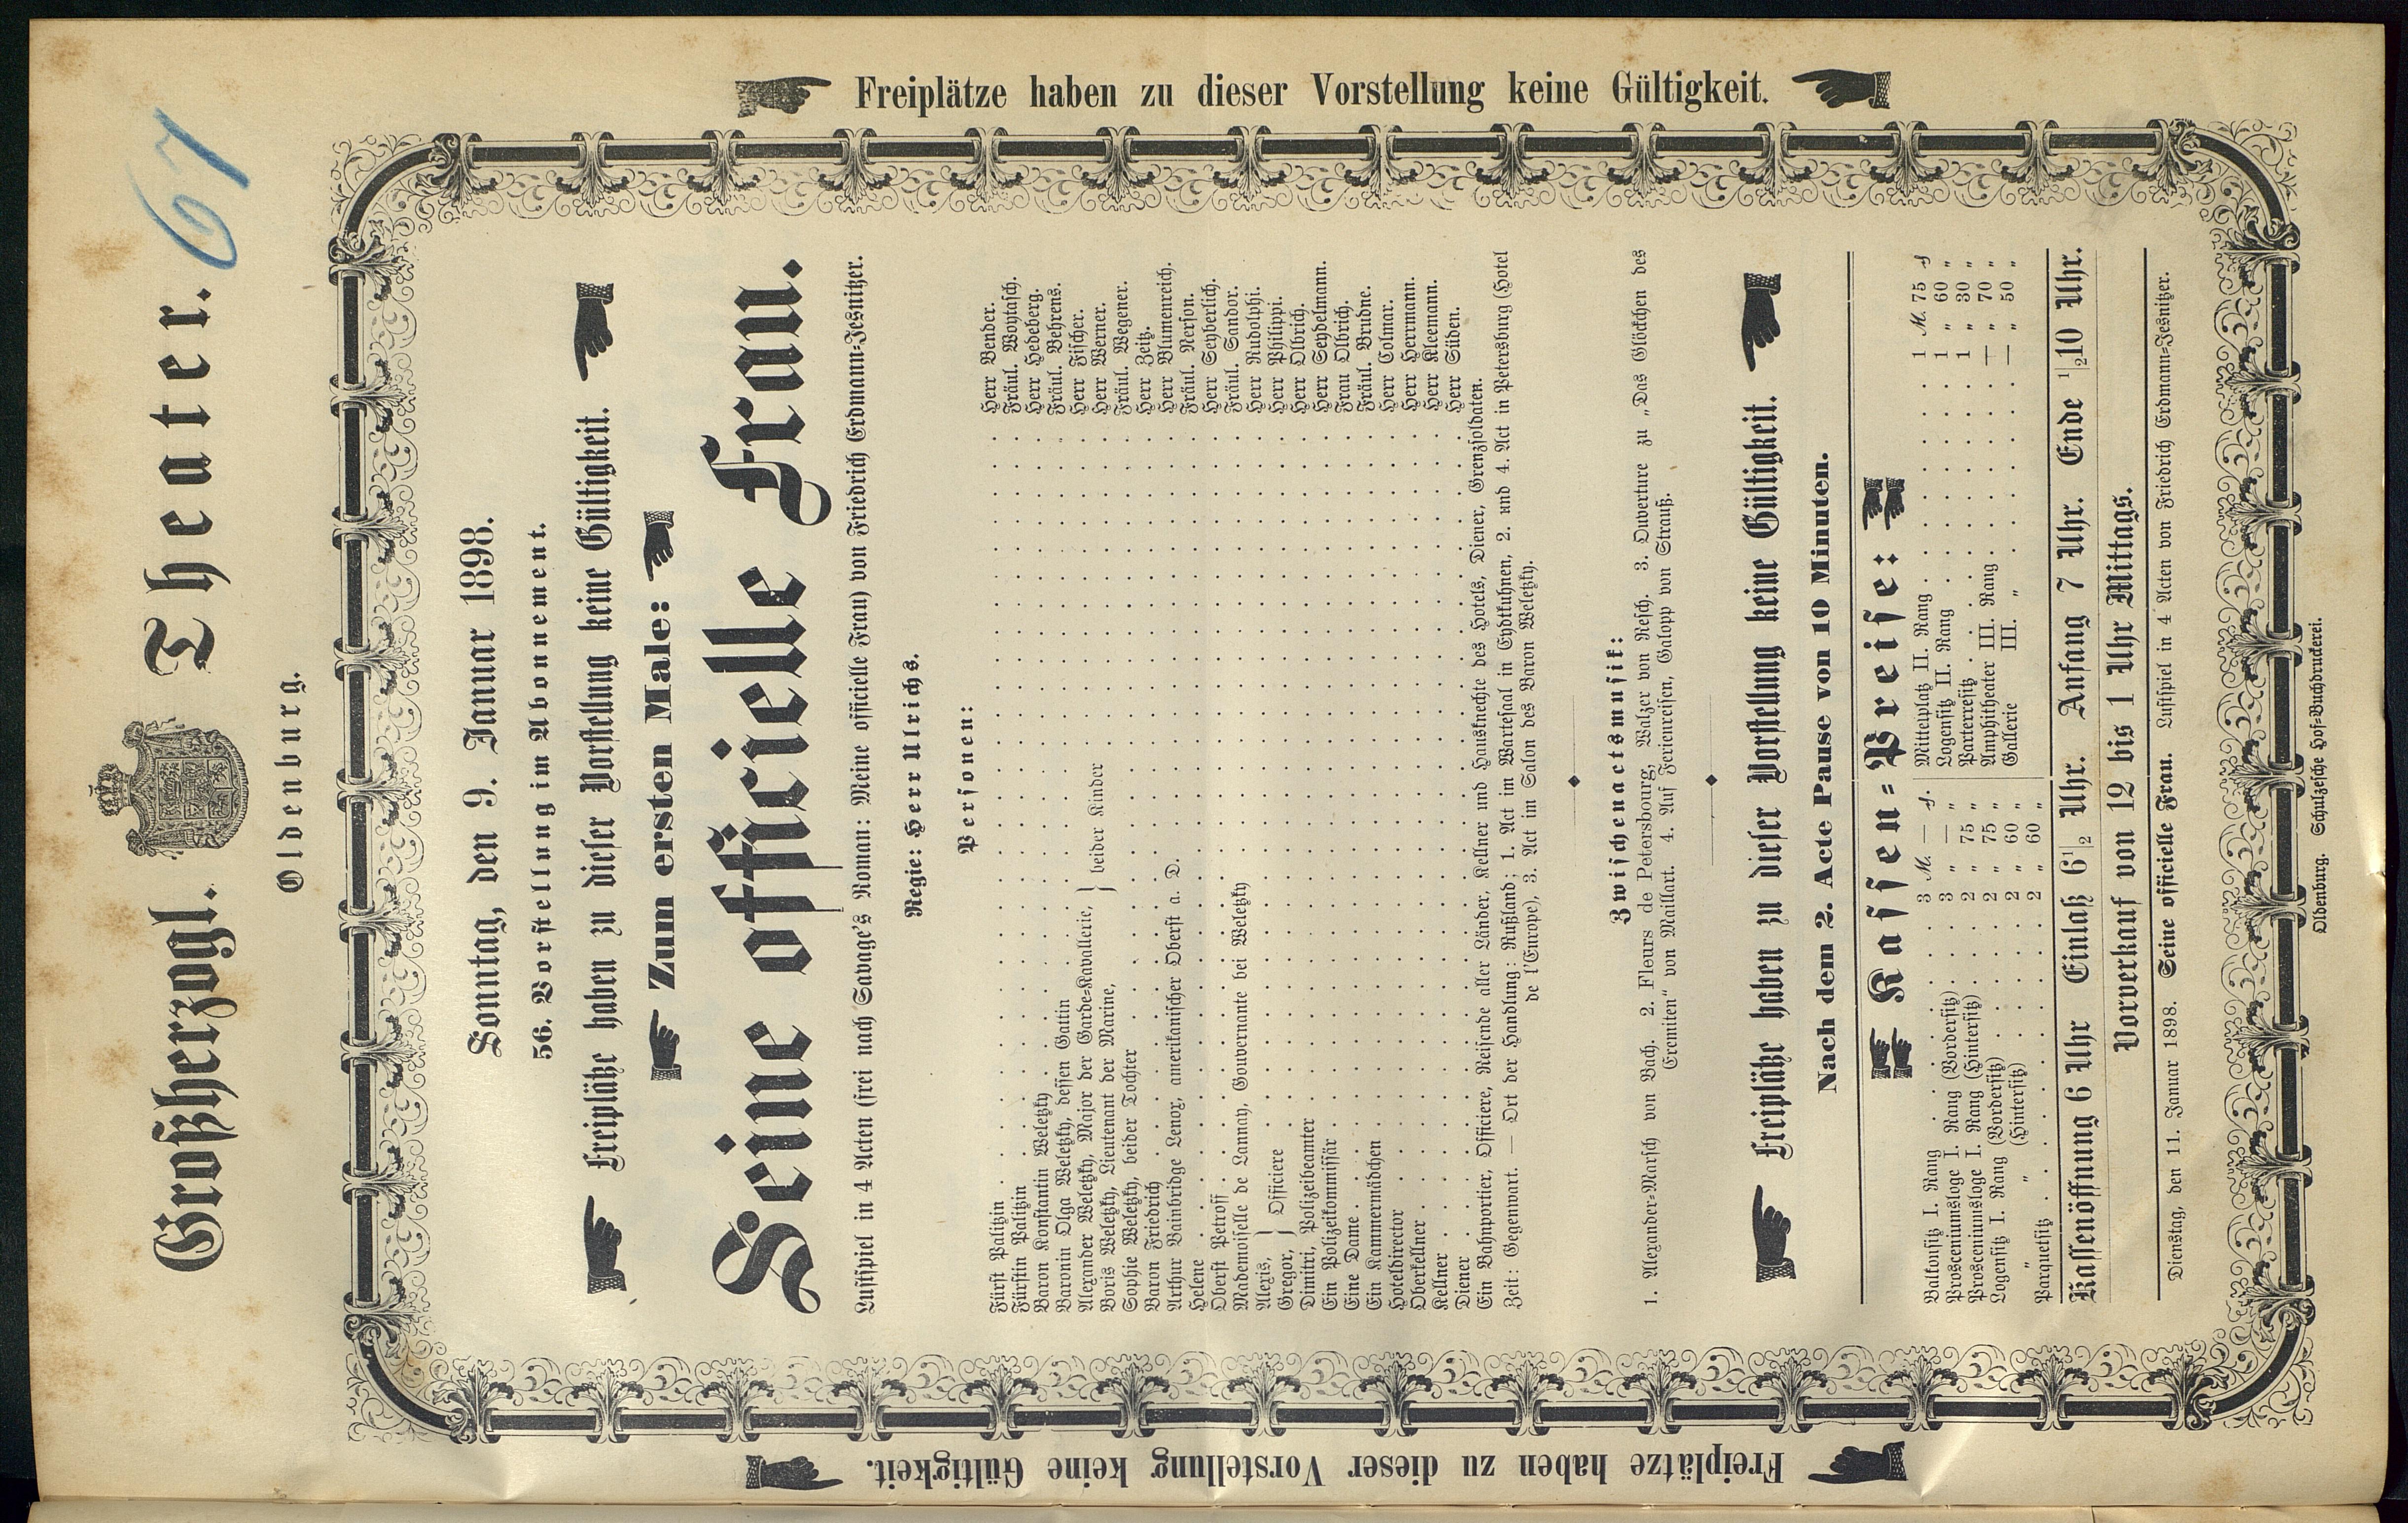 67
Großherzogl. Theater.
Oldenburg.
Freiplätze haben zu dieser Vorstellung keine Gültigkeit.
Freiplätze haben zu dieser Vorstellung keine Gültigkeit.
Sonntag, den 9. Januar 1898.
56. Vorstellung im Abonnement.
Freiplätze haben zu dieser Vorstellung keine Gültigkeit.
Zum ersten Male:
Seine officielle Frau.
Lustspiel in 4 Acten (frei nach Savage's Roman: Meine officielle Frau) von Friedrich Erdmann-Jesnitzer.
Regie: Herr Ulrichs.
Personen:
Fürst Palitzin . . . Herr Bender.
Fürstin Palitzin . . . Fräul. Woytasch.
Baron Konstantin Weletzky . . . Herr Hedeberg.
Baronin Olga Weletzky, dessen Gattin . . . Fräul. Behrens.
Alexander Weletzky, Major der Garde-Kavallerie, } beider Kinder . . . Herr Fischer.
Boris Weletzky, Lieutenant der Marine, . . . Herr Werner.
Sophie Weletzky, beider Tochter . . . Fräul. Wegener.
Baron Friedrich . . . Herr Zeitz.
Arthur Bainbridge Lenox, amerikanischer Oberst a. D. . . . Herr Blumenreich.
Helene . . . Fräul. Nerson.
Oberst Petroff . . . Herr Seyberlich.
Mademoiselle de Lannay, Gouvernante bei Weletzky . . . Fräul. Sandor.
Alexis, } Officiere . . . Herr Rudolphi.
Gregor, . . . Herr Philippi.
Dimitri, Polizeibeamter . . . Herr Olbrich.
Ein Polizeikommissär . . . Herr Seydelmann.
Eine Dame . . . Frau Olbrich.
Ein Kammermädchen . . . Fräul. Brudne.
Hoteldirector . . . Herr Colmar.
Oberkellner . . . Herr Herrmann.
Kellner . . . Herr Kleemann.
Diener . . . Herr Süden.
Ein Bahnportier, Officiere, Reisende aller Länder, Kellner und Hausknechte des Hotels, Diener, Grenzsoldaten.
Zeit: Gegenwart. — Ort der Handlung: Rußland; 1. Act im Wartesaal in Eydtkuhnen, 2. und 4. Act in Petersburg (Hotel
de l'Europe), 3. Act im Salon des Baron Weletzky.
Zwischenactsmusik:
1. Alexander-Marsch von Bach. 2. Fleurs de Petersbourg, Walzer von Resch. 3. Ouverture zu „Das Glöckchen des
Eremiten“ von Maillart. 4. Auf Ferienreisen, Galopp von Strauß.
Freiplätze haben zu dieser Vorstellung keine Gültigkeit.
Nach dem 2. Acte Pause von 10 Minuten.
Kassen-Preise:
Balkonsitz I. Rang . . . 3 M. — ₰.
Prosceniumsloge I. Rang (Vordersitz) . . . 3 „ — „
Prosceniumsloge I. Rang (Hintersitz) . . . 2 „ 75 „
Logensitz I. Rang (Vordersitz) . . . 2 „ 75 „
„ „ (Hintersitz) . . . 2 „ 60 „
Parquetsitz . . . 2 „ 60 „
Mittelplatz II. Rang . . . 1 M. 75 ₰
Logensitz II. Rang . . . 1 „ 60 „
Parterresitz . . . 1 „ 30 „
Amphitheater III. Rang . . . — „ 70 „
Gallerie III. „ . . . — „ 50 „
Kassenöffnung 6 Uhr Einlaß 6 1/2 Uhr. Anfang 7 Uhr. Ende 1/2 10 Uhr.
Vorverkauf von 12 bis 1 Uhr Mittags.
Dienstag, den 11. Januar 1898. Seine officielle Frau. Lustspiel in 4 Acten von Friedrich Erdmann-Jesnitzer.
Oldenburg. Schulzesche Hof-Buchdruckerei.